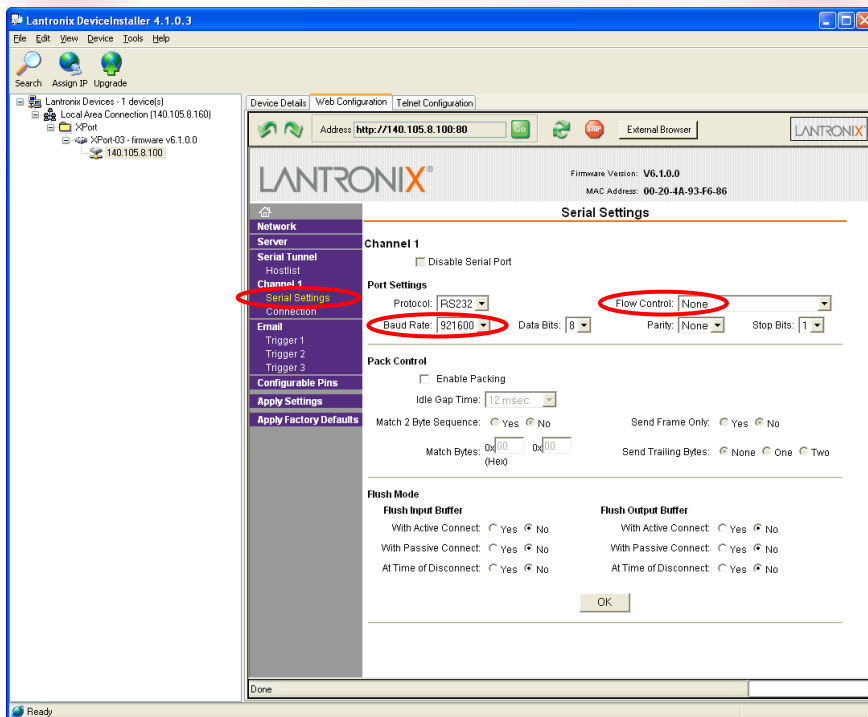 Lantronix DeviceInstaller 4.1.0.3
File Edit View Device Tools Help
Search Assign IP Upgrade
Lantronix Devices - 1 device(s)
Local Area Connection (140.105.8.160)
XPort
XPort-03 - firmware v6.1.0.0
140.105.8.100
Device Details Web Configuration Telnet Configuration
Address http://140.105.8.100:80 Go STOP External Browser LANTRONIX
LANTRONIX®
Firmware Version: V6.1.0.0
MAC Address: 00-20-4A-93-F6-86
Network
Server
Serial Tunnel
Hostlist
Channel 1
Serial Settings
Connection
Email
Trigger 1
Trigger 2
Trigger 3
Configurable Pins
Apply Settings
Apply Factory Defaults
Serial Settings
Channel 1
Disable Serial Port
Port Settings
Protocol: RS232 Flow Control: None
Baud Rate: 921600 Data Bits: 8 Parity: None Stop Bits: 1
Pack Control
Enable Packing
Idle Gap Time: 12 msec
Match 2 Byte Sequence: Yes No Send Frame Only: Yes No
Match Bytes: 0x00 0x00 Send Trailing Bytes: None One Two
(Hex)
Flush Mode
Flush Input Buffer Flush Output Buffer
With Active Connect: Yes No With Active Connect: Yes No
With Passive Connect: Yes No With Passive Connect: Yes No
At Time of Disconnect: Yes No At Time of Disconnect: Yes No
OK
Done
Ready